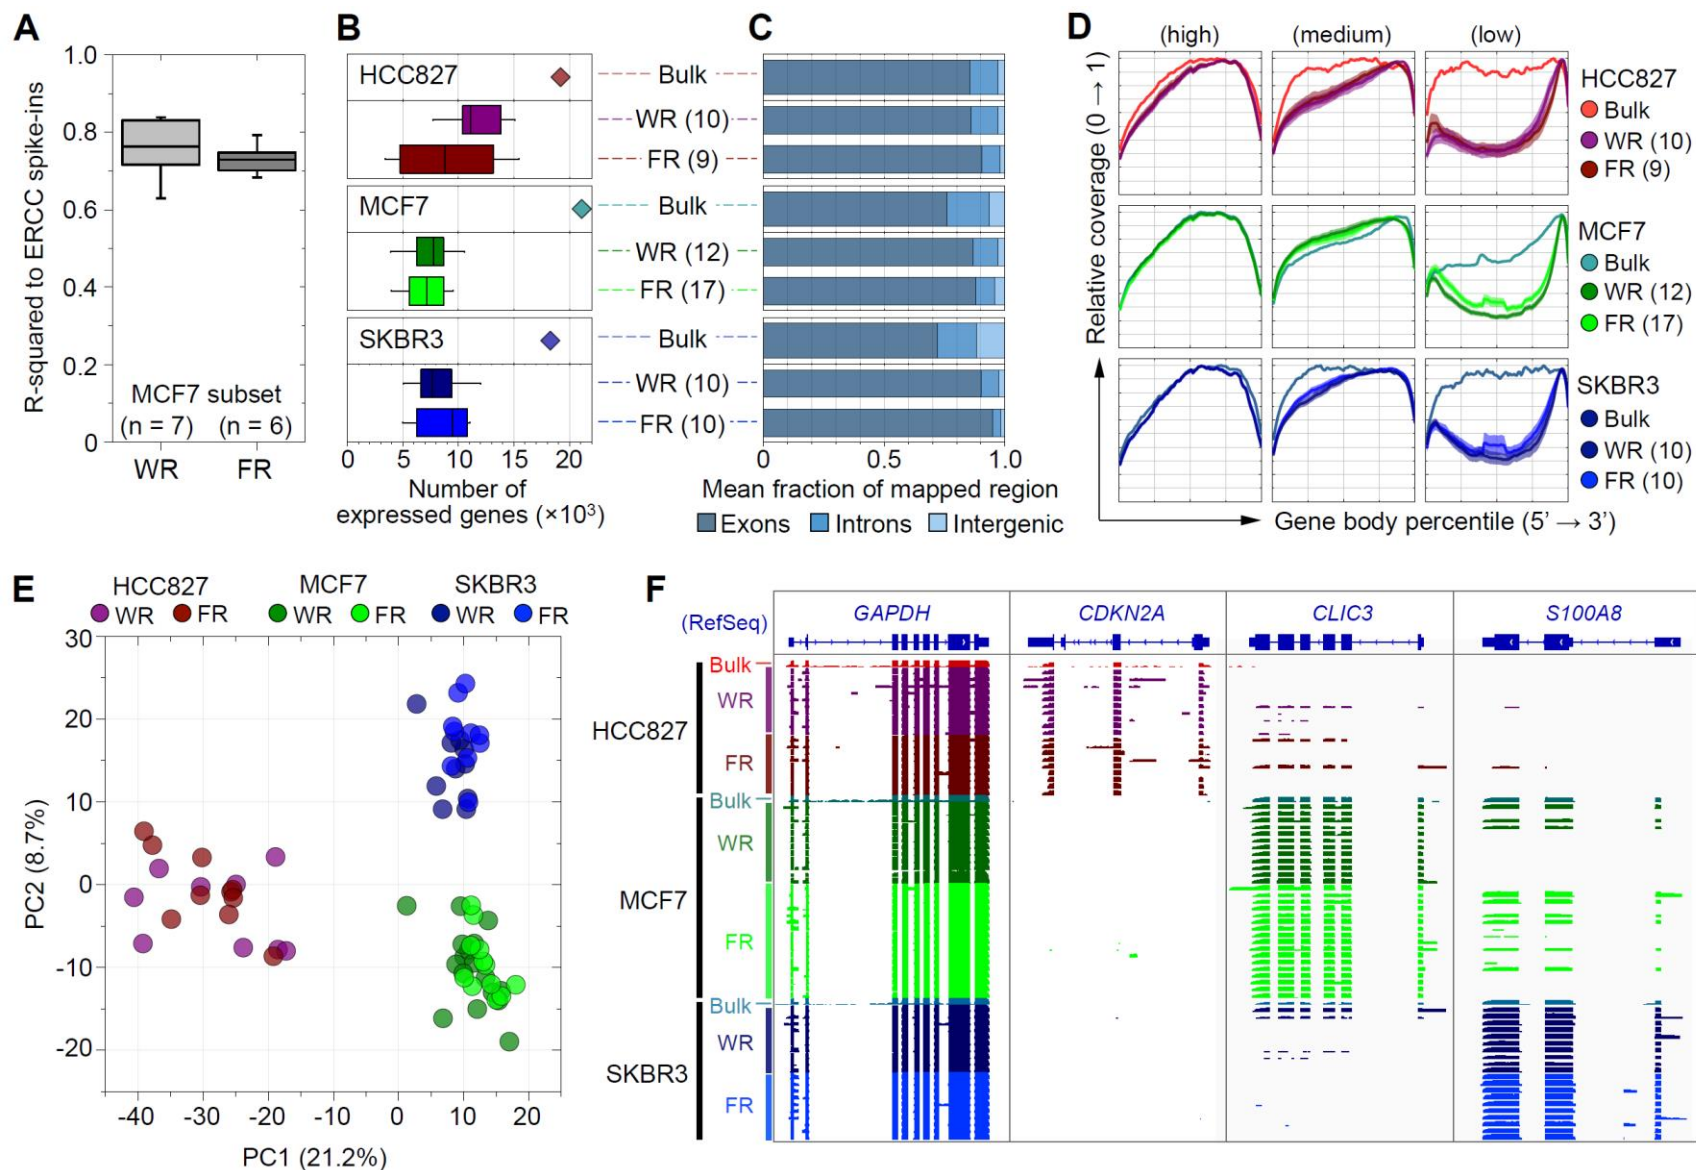 A
R-squared to ERCC spike-ins
1.0
0.8
0.6
0.4
0.2
0
MCF7 subset
(n = 7) (n = 6)
WR FR
B
HCC827
MCF7
SKBR3
0 5 10 15 20
Number of
expressed genes (×10³)
Bulk
WR (10)
FR (9)
Bulk
WR (12)
FR (17)
Bulk
WR (10)
FR (10)
C
0 0.5 1.0
Mean fraction of mapped region
Exons Introns Intergenic
D
(high) (medium) (low)
Relative coverage (0 → 1)
Gene body percentile (5' → 3')
HCC827
Bulk
WR (10)
FR (9)
MCF7
Bulk
WR (12)
FR (17)
SKBR3
Bulk
WR (10)
FR (10)
E
HCC827 MCF7 SKBR3
WR FR WR FR WR FR
PC2 (8.7%)
30
20
10
0
-10
-20
-40 -30 -20 -10 0 10 20
PC1 (21.2%)
F
(RefSeq) GAPDH CDKN2A CLIC3 S100A8
HCC827
Bulk
WR
FR
MCF7
Bulk
WR
FR
SKBR3
Bulk
WR
FR